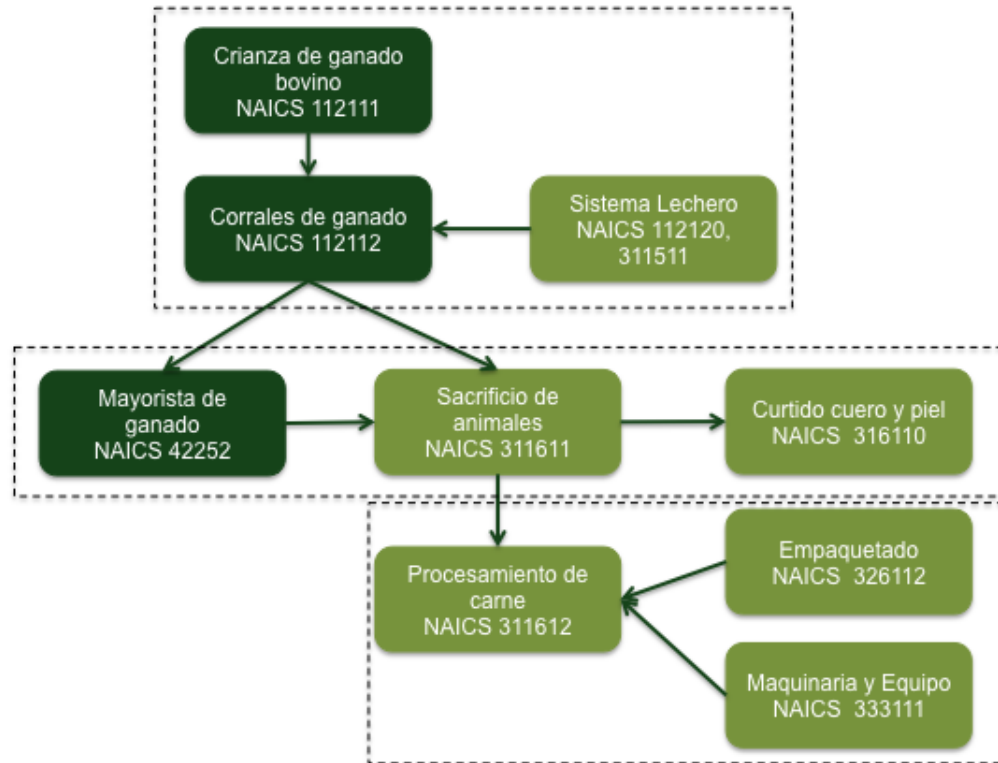 Crianza de ganado
bovino
NAICS 112111
Corrales de ganado
NAICS 112112
Sistema Lechero
NAICS 112120,
311511
Mayorista de
ganado
NAICS 42252
Sacrificio de
animales
NAICS 311611
Curtido cuero y piel
NAICS 316110
Procesamiento de
carne
NAICS 311612
Empaquetado
NAICS 326112
Maquinaria y Equipo
NAICS 333111